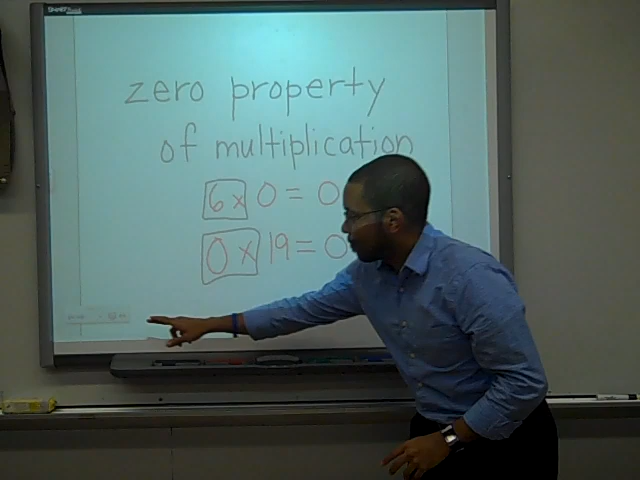 zero property
of multiplication
6 x 0 = 0
0 x 19 = 0